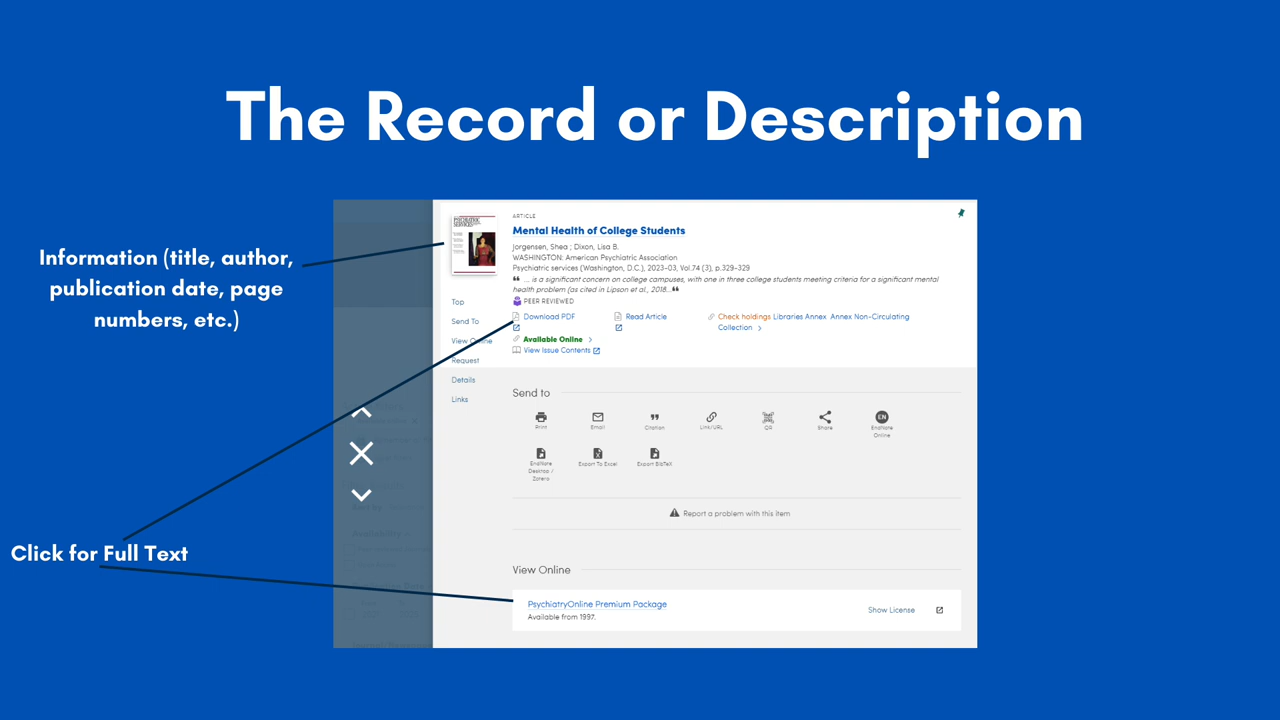 The Record or Description
Information (title, author,
publication date, page
numbers, etc.)
Click for Full Text
PSYCHIATRIC
SERVICES
ARTICLE
Mental Health of College Students
Jorgensen, Shea ; Dixon, Lisa B.
WASHINGTON: American Psychiatric Association
Psychiatric services (Washington, D.C.), 2023-03, Vol.74 (3), p.329-329
❝ ... is a significant concern on college campuses, with one in three college students meeting criteria for a significant mental
health problem (as cited in Lipson et al., 2018...❝
PEER REVIEWED
Download PDF
Read Article
Check holdings Libraries Annex Annex Non-Circulating
Collection >
Available Online >
View Issue Contents
Top
Send To
View Online
Request
Details
Links
Send to
Print
Email
Citation
Link/URL
QR
Share
EN
EndNote
Online
EndNote
Desktop /
Zotero
Export To Excel
Export BibTeX
Report a problem with this item
View Online
PsychiatryOnline Premium Package
Available from 1997.
Show License